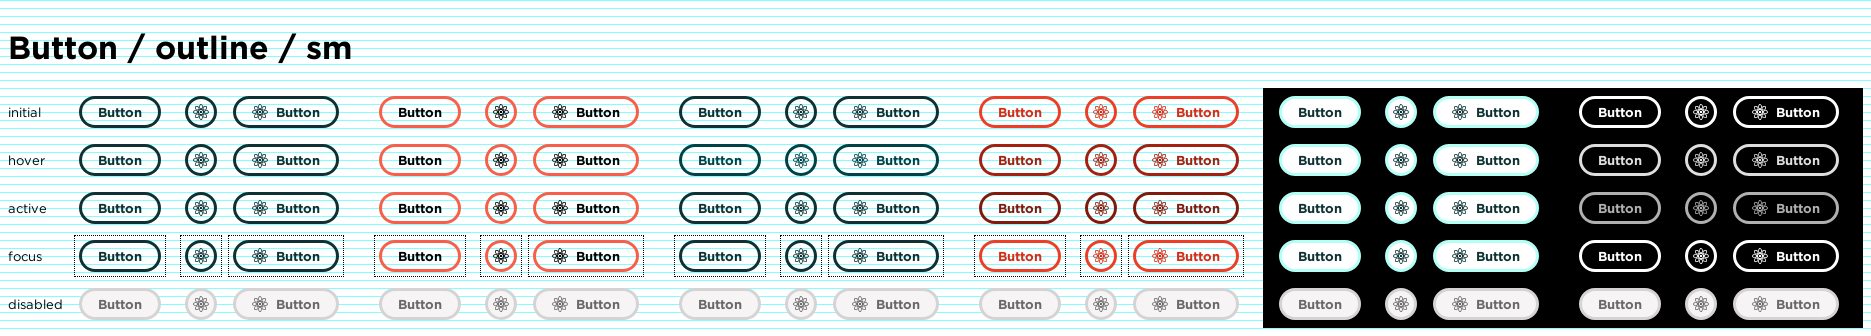 Button / outline / sm
initial Button Button Button Button Button Button Button Button Button Button Button Button
hover Button Button Button Button Button Button Button Button Button Button Button Button
active Button Button Button Button Button Button Button Button Button Button Button Button
focus Button Button Button Button Button Button Button Button Button Button Button Button
disabled Button Button Button Button Button Button Button Button Button Button Button Button